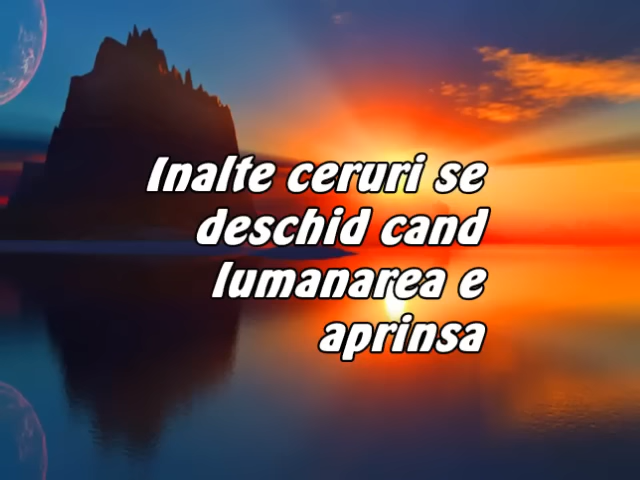 Inalte ceruri se
deschid cand
lumanarea e
aprinsa